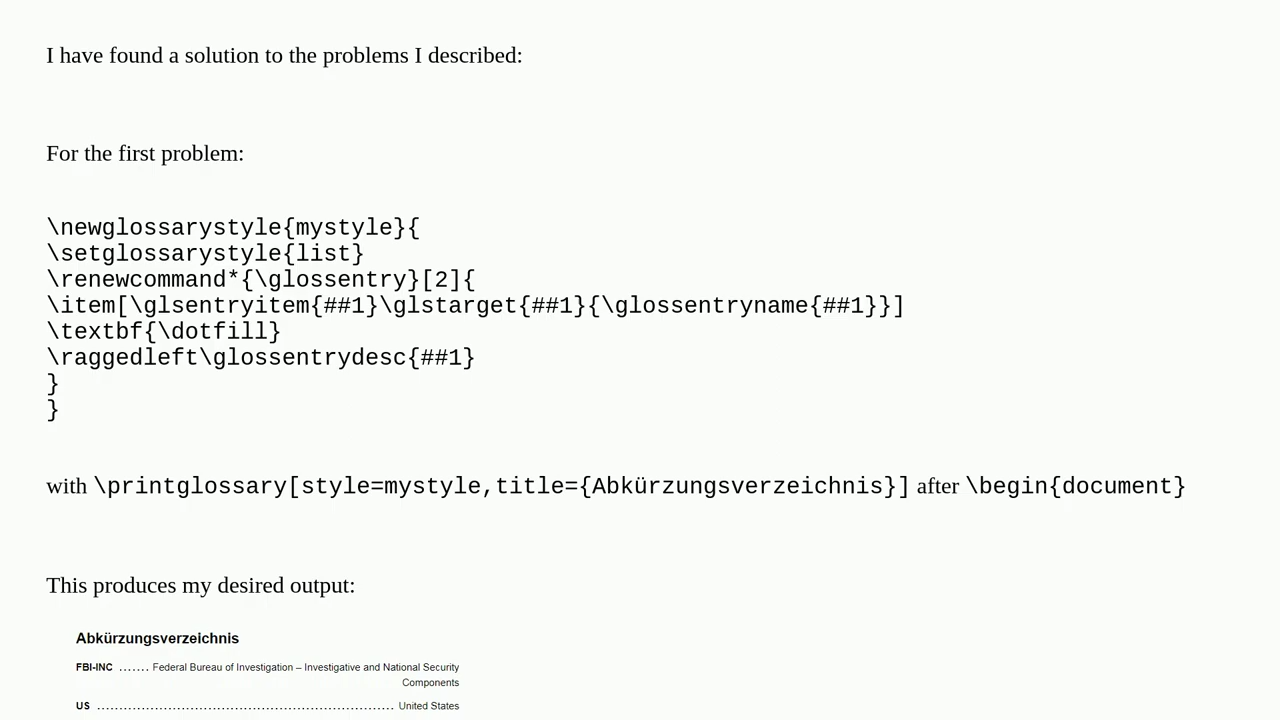 I have found a solution to the problems I described:
For the first problem:
\newglossarystyle{mystyle}{
\setglossarystyle{list}
\renewcommand*{\glossentry}[2]{
\item[\glsentryitem{##1}\glstarget{##1}{\glossentryname{##1}}]
\textbf{\dotfill}
\raggedleft\glossentrydesc{##1}
}
}
with \printglossary[style=mystyle,title={Abkürzungsverzeichnis}] after \begin{document}
This produces my desired output:
Abkürzungsverzeichnis
FBI-INC ....... Federal Bureau of Investigation – Investigative and National Security
Components
US .................................................................... United States